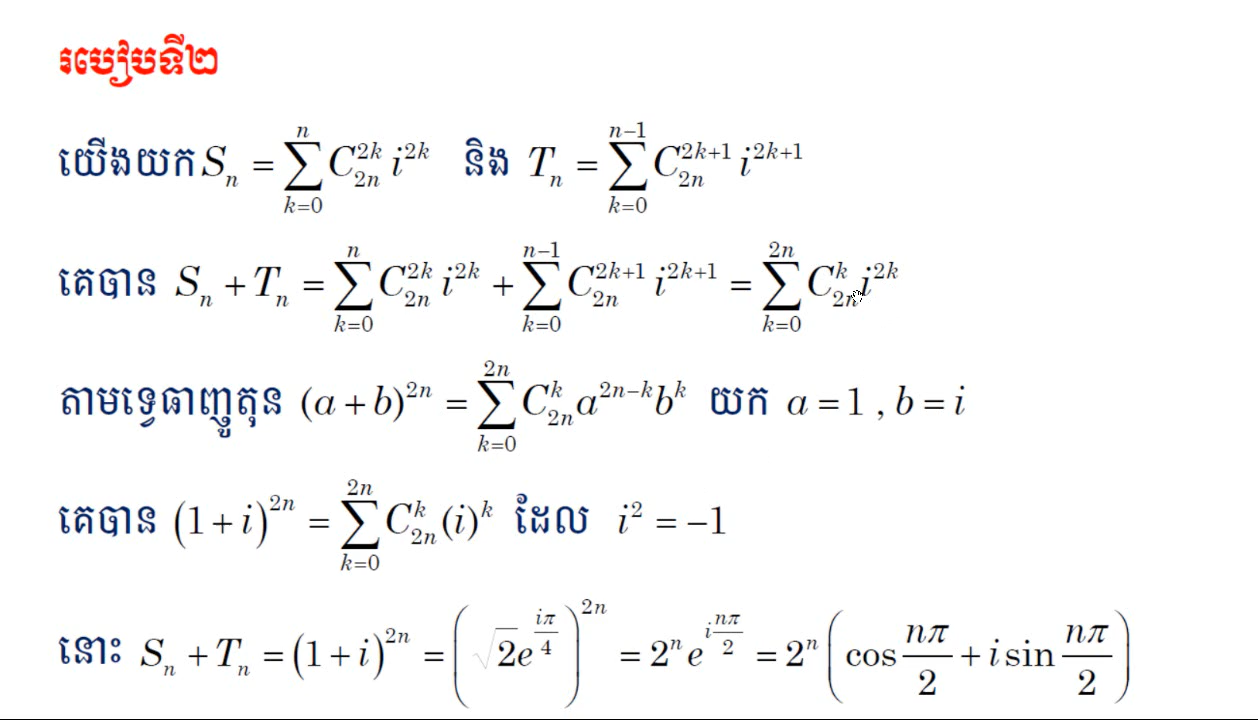 របៀបទី២
យើងយក $S_n = \sum_{k=0}^{n} C_{2n}^{2k} i^{2k}$ និង $T_n = \sum_{k=0}^{n-1} C_{2n}^{2k+1} i^{2k+1}$
គេបាន $S_n + T_n = \sum_{k=0}^{n} C_{2n}^{2k} i^{2k} + \sum_{k=0}^{n-1} C_{2n}^{2k+1} i^{2k+1} = \sum_{k=0}^{2n} C_{2n}^{k} i^{2k}$
តាមទ្វេធាញូតុន $(a+b)^{2n} = \sum_{k=0}^{2n} C_{2n}^{k} a^{2n-k} b^k$ យក $a = 1 , b = i$
គេបាន $(1+i)^{2n} = \sum_{k=0}^{2n} C_{2n}^{k} (i)^k$ ដែល $i^2 = -1$
នោះ $S_n + T_n = (1+i)^{2n} = \left( \sqrt{2} e^{\frac{i\pi}{4}} \right)^{2n} = 2^n e^{i\frac{n\pi}{2}} = 2^n \left( \cos\frac{n\pi}{2} + i\sin\frac{n\pi}{2} \right)$